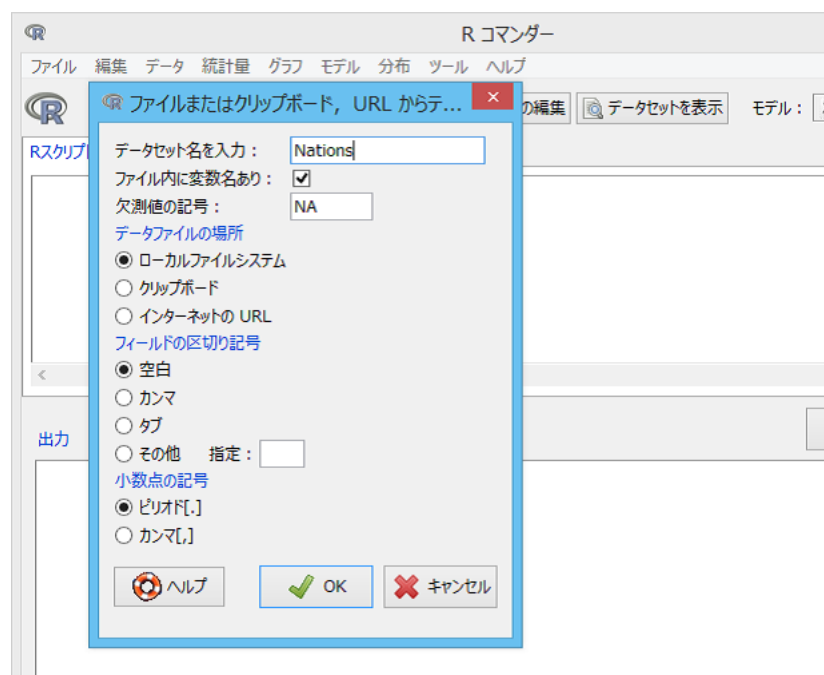 R コマンダー
ファイル 編集 データ 統計量 グラフ モデル 分布 ツール ヘルプ
ファイルまたはクリップボード, URL からテ...
の編集 データセットを表示 モデル：
Rスクリプト
データセット名を入力： Nations
ファイル内に変数名あり：
欠測値の記号： NA
データファイルの場所
ローカルファイルシステム
クリップボード
インターネットの URL
フィールドの区切り記号
空白
カンマ
タブ
その他 指定：
小数点の記号
ピリオド[.]
カンマ[,]
ヘルプ OK キャンセル
出力